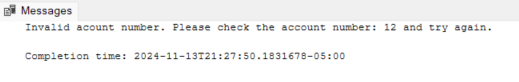 Messages
Invalid acount number. Please check the account number: 12 and try again.
Completion time: 2024-11-13T21:27:50.1831678-05:00